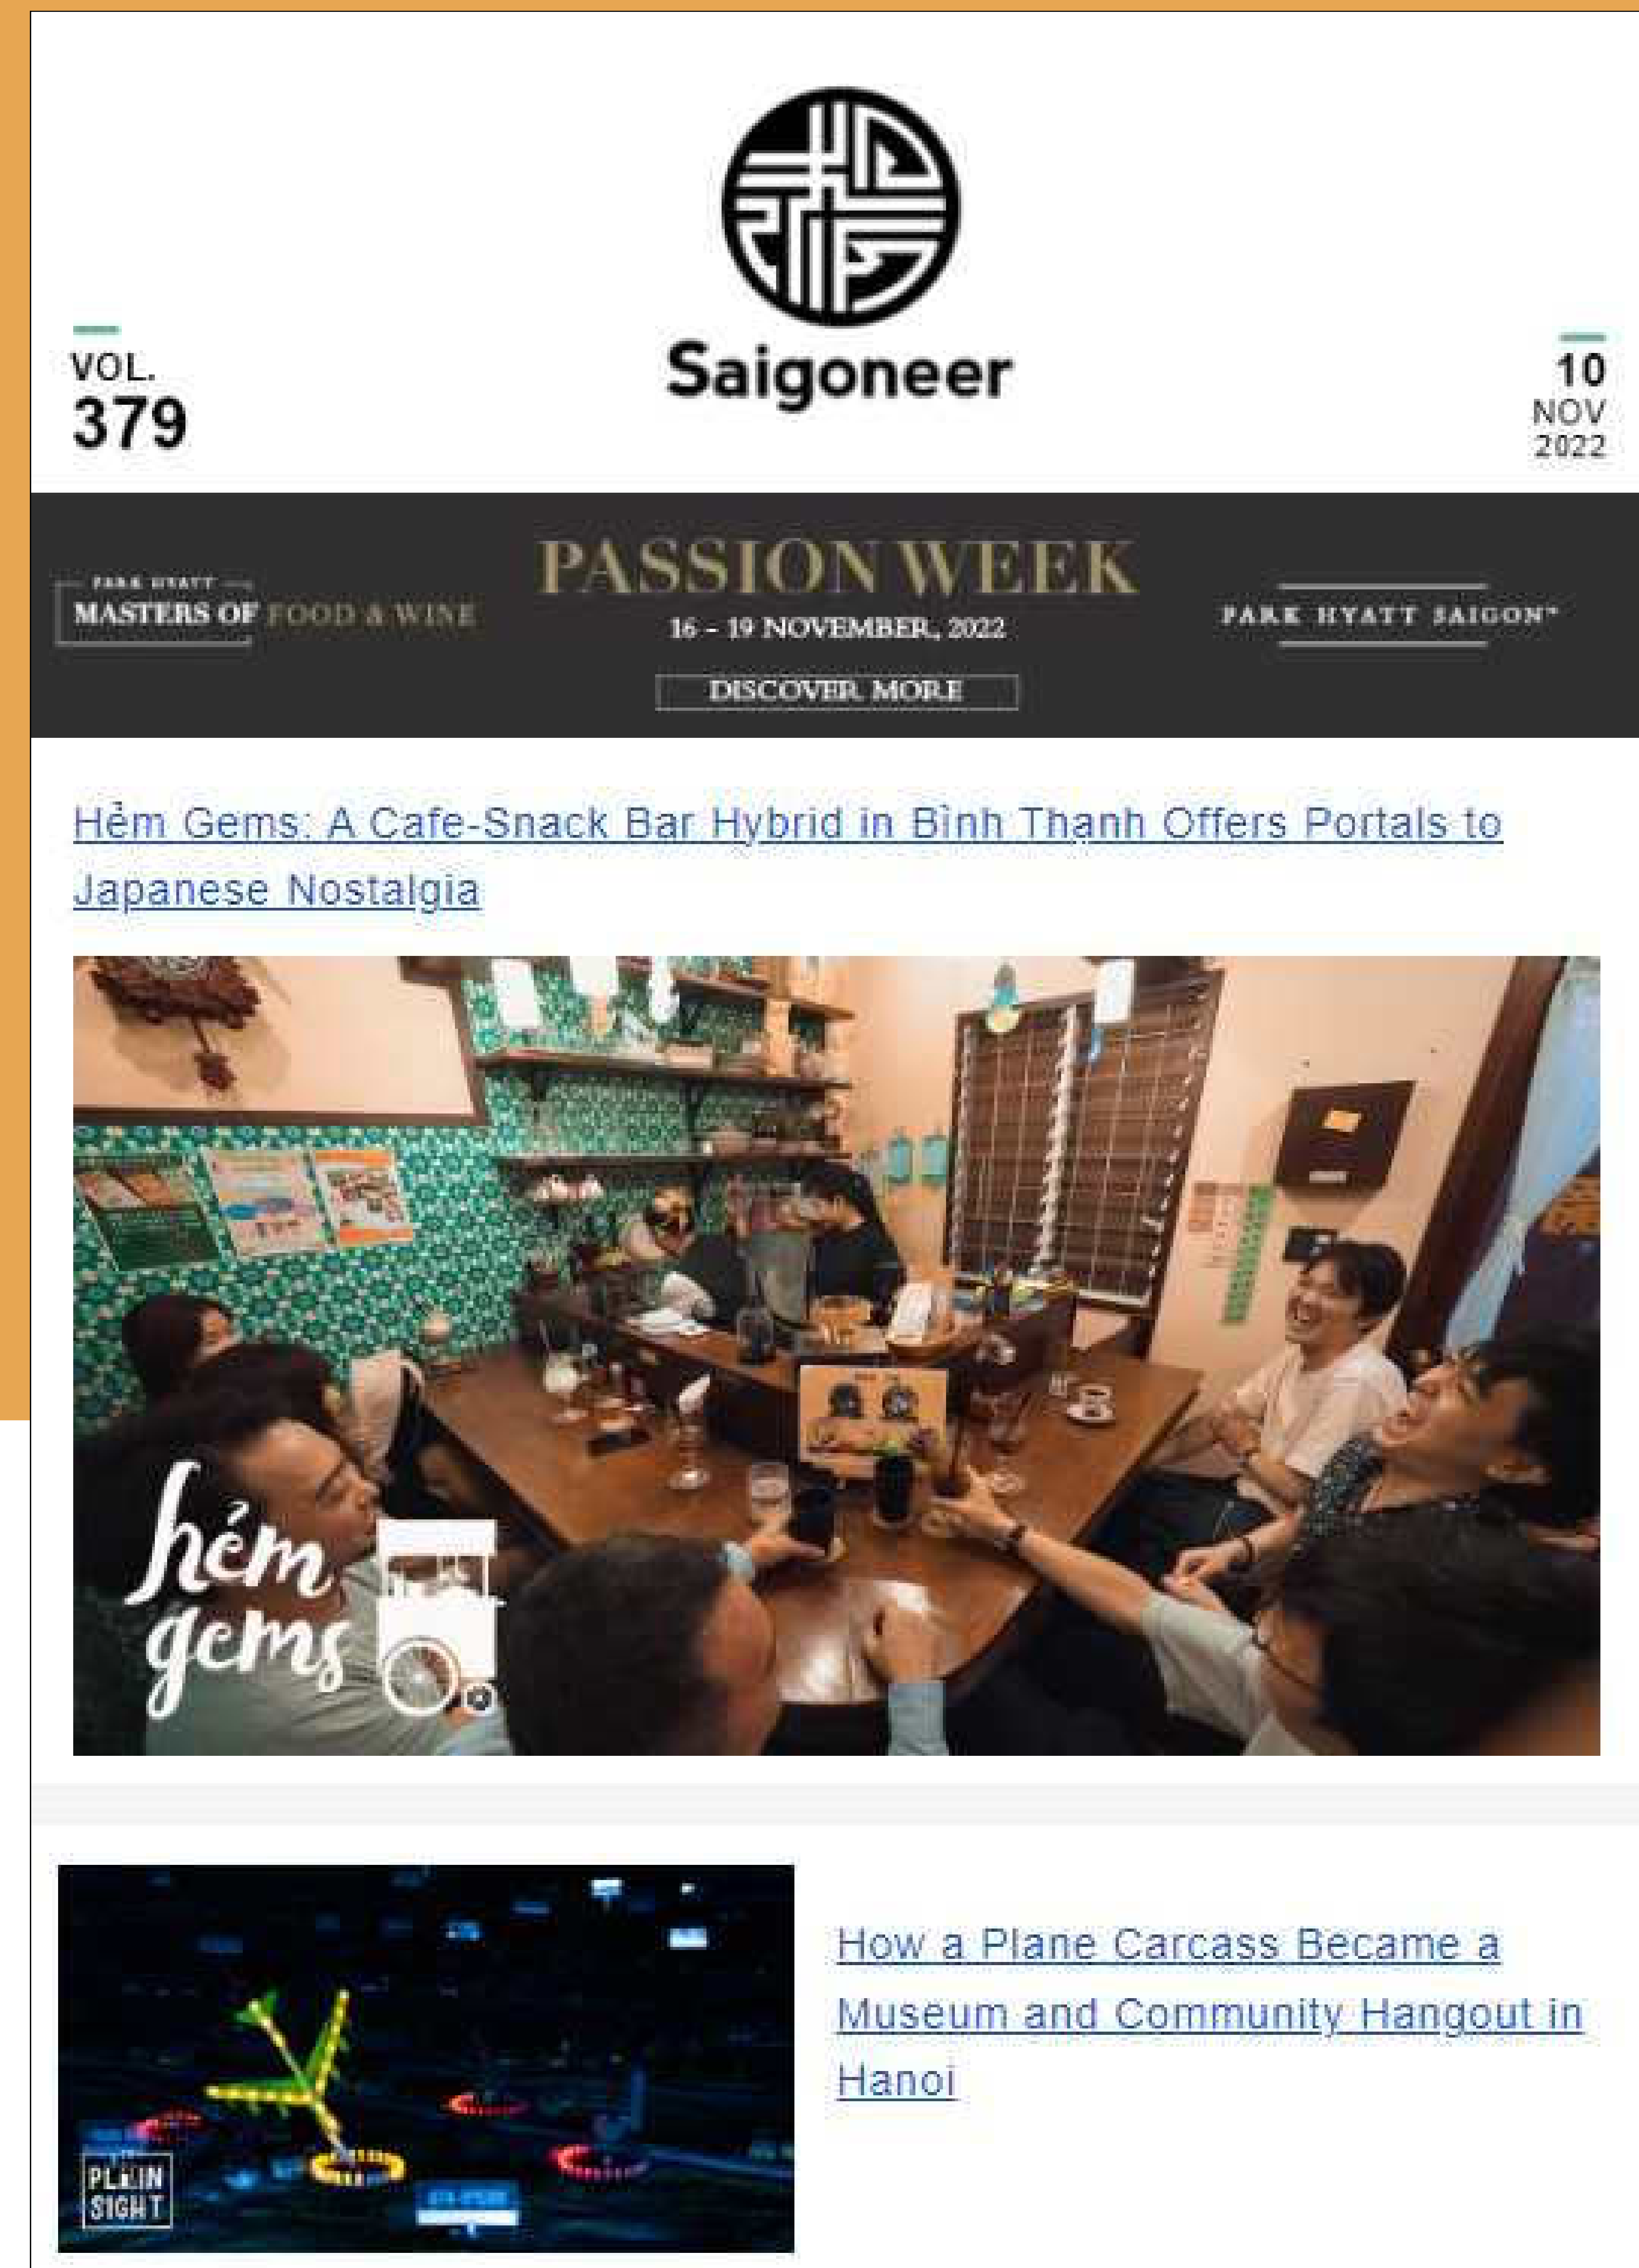 Saigoneer
VOL.
379
10
NOV
2022
PARK HYATT
MASTERS OF FOOD & WINE
PASSION WEEK
16 - 19 NOVEMBER, 2022
DISCOVER MORE
PARK HYATT SAIGON™
Hẻm Gems: A Cafe-Snack Bar Hybrid in Bình Thạnh Offers Portals to
Japanese Nostalgia
hẻm
gems
How a Plane Carcass Became a
Museum and Community Hangout in
Hanoi
PLAIN
SIGHT